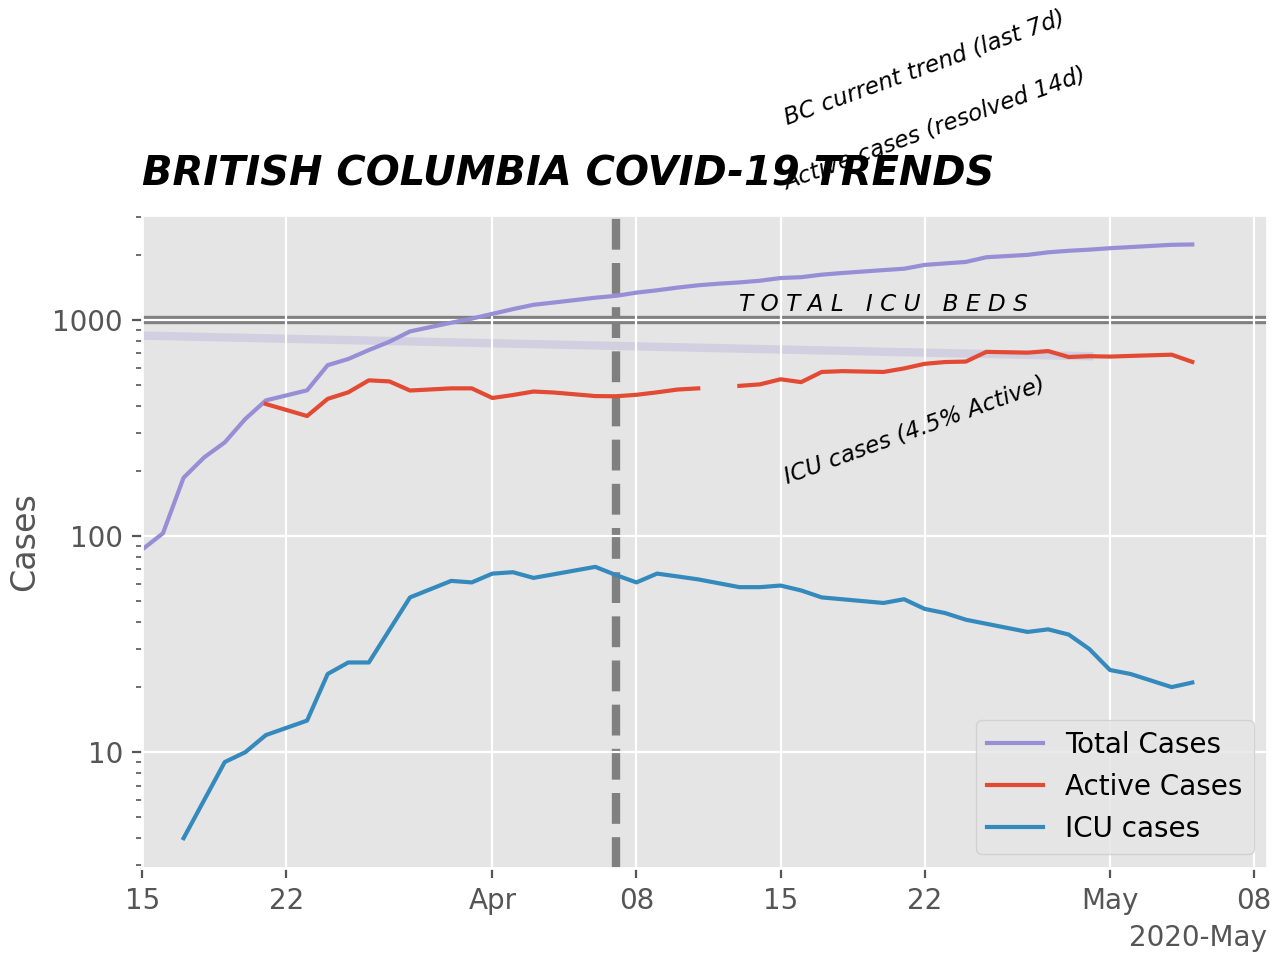 BC current trend (last 7d)
Active cases (resolved 14d)
BRITISH COLUMBIA COVID-19 TRENDS
TOTAL ICU BEDS
ICU cases (4.5% Active)
Cases
1000
100
10
Total Cases
Active Cases
ICU cases
15 22 Apr 08 15 22 May 08
2020-May